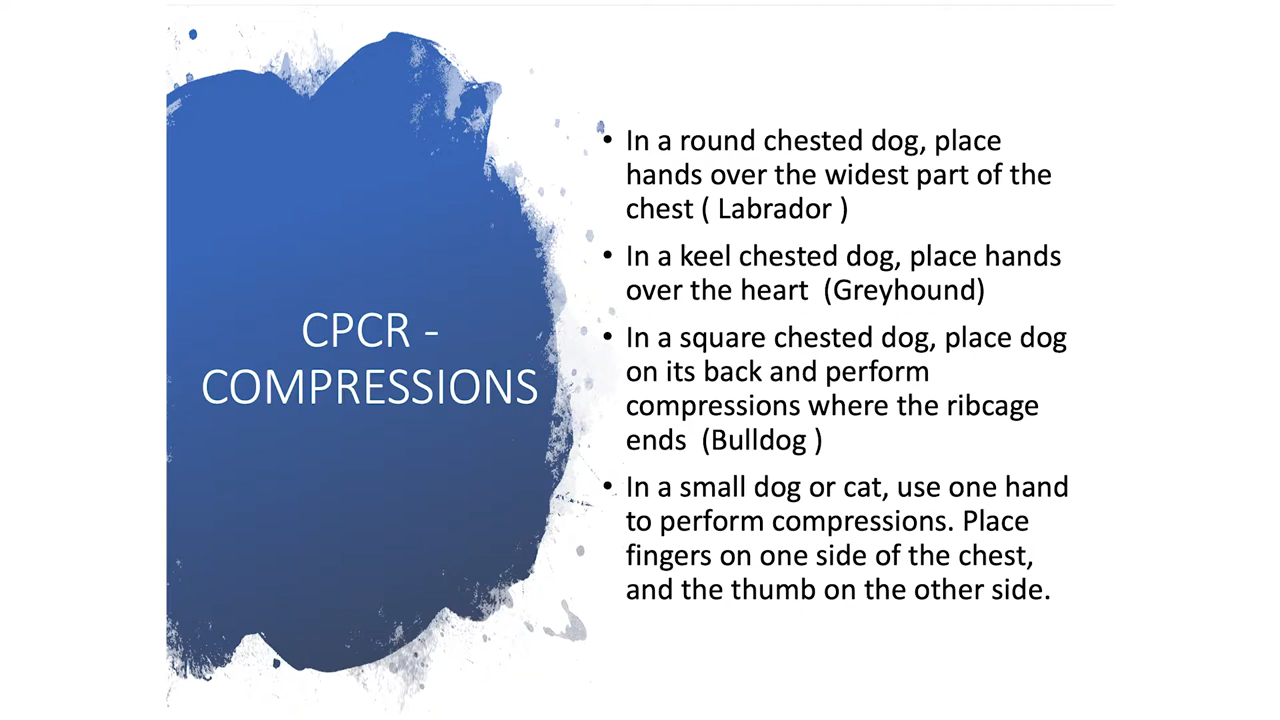 CPCR -
COMPRESSIONS
• In a round chested dog, place
hands over the widest part of the
chest ( Labrador )
• In a keel chested dog, place hands
over the heart  (Greyhound)
• In a square chested dog, place dog
on its back and perform
compressions where the ribcage
ends  (Bulldog )
• In a small dog or cat, use one hand
to perform compressions. Place
fingers on one side of the chest,
and the thumb on the other side.